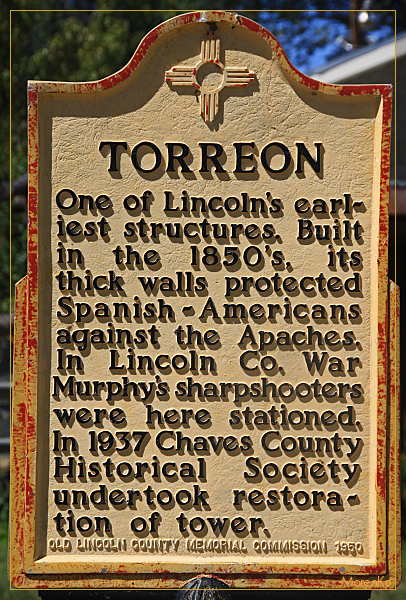 TORREON
One of Lincoln's earl-
iest structures. Built
in the 1850's, its
thick walls protected
Spanish-Americans
against the Apaches.
In Lincoln Co. War
Murphy's sharpshooters
were here stationed.
In 1937 Chaves County
Historical Society
undertook restora-
tion of tower.
OLD LINCOLN COUNTY MEMORIAL COMMISSION 1950